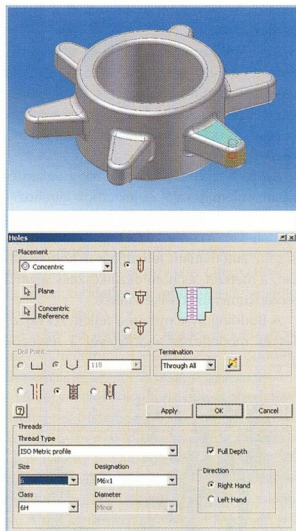 Holes
Placement
Concentric
Plane
Concentric
Reference
Drill Point
118
Termination
Through All
Apply OK Cancel
Threads
Thread Type
ISO Metric profile
Full Depth
Size Designation
M6x1
Direction
Right Hand
Left Hand
Class Diameter
6H Minor